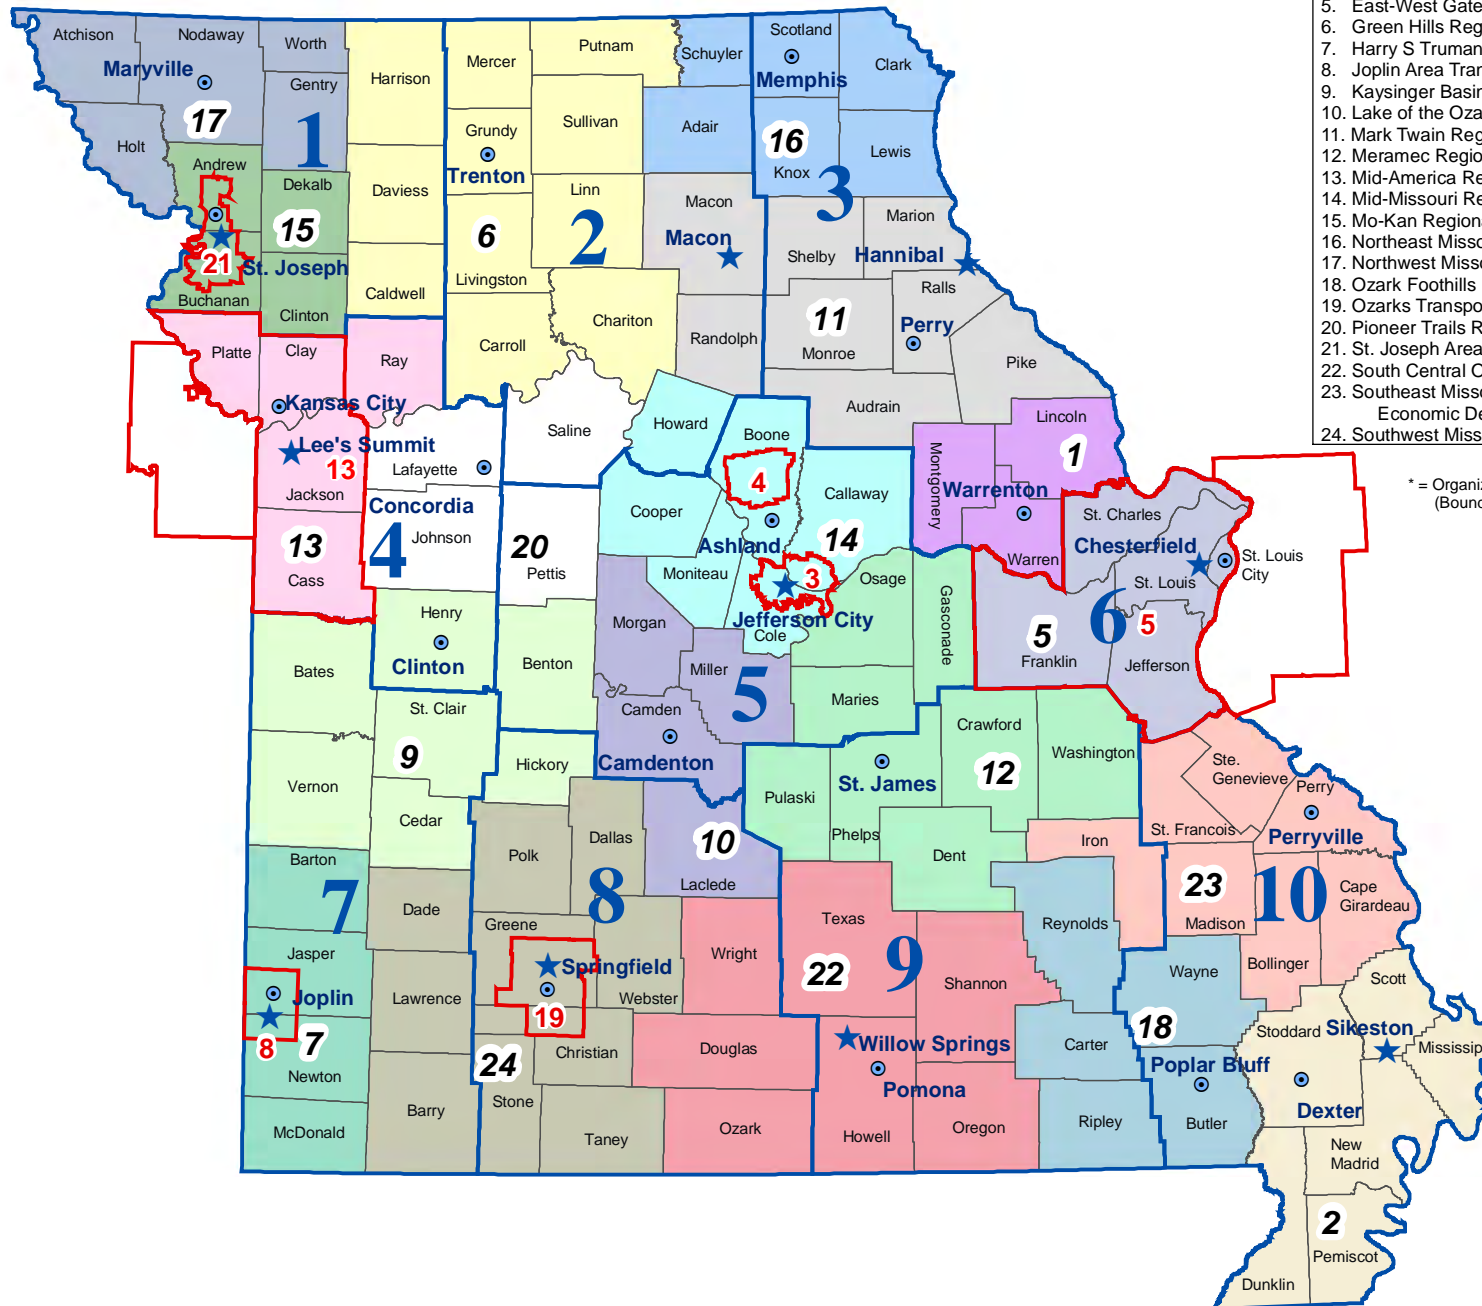 5. East-West Gate
6. Green Hills Reg
7. Harry S Truman
8. Joplin Area Tran
9. Kaysinger Basin
10. Lake of the Oza
11. Mark Twain Reg
12. Meramec Regio
13. Mid-America Re
14. Mid-Missouri Re
15. Mo-Kan Regiona
16. Northeast Misso
17. Northwest Misso
18. Ozark Foothills
19. Ozarks Transpo
20. Pioneer Trails R
21. St. Joseph Area
22. South Central O
23. Southeast Misso
Economic De
24. Southwest Miss
* = Organiz
(Bound
Atchison
Nodaway
Worth
Maryville
Gentry
17
1
Holt
Andrew
Dekalb
15
21
St. Joseph
Buchanan
Clinton
Harrison
Daviess
Caldwell
Mercer
Putnam
Sullivan
Grundy
Trenton
Linn
2
6
Livingston
Chariton
Carroll
Schuyler
Scotland
Memphis
Clark
Adair
16
Knox
Lewis
3
Macon
Macon
Marion
Shelby
Hannibal
Ralls
Randolph
11
Monroe
Perry
Pike
Audrain
Platte
Clay
Ray
Kansas City
Lee's Summit
13
Jackson
13
Cass
Lafayette
Concordia
4
Johnson
Saline
20
Pettis
Howard
Boone
4
Cooper
Callaway
Ashland
14
Moniteau
3
Osage
Jefferson City
Cole
Montgomery
Lincoln
1
Warrenton
Warren
St. Charles
Chesterfield
St. Louis
City
St. Louis
6
5
5
Franklin
Jefferson
Gasconade
Henry
Clinton
Bates
Benton
Morgan
Miller
5
Maries
St. Clair
9
Camden
Camdenton
Hickory
Vernon
Cedar
Crawford
Washington
St. James
12
Pulaski
Phelps
Dent
Ste.
Genevieve
Perry
St. Francois
Perryville
Iron
Barton
7
Dade
Polk
Dallas
8
10
Laclede
Greene
Springfield
Webster
19
Jasper
Joplin
8
7
Newton
McDonald
Lawrence
Barry
24
Christian
Stone
Taney
Wright
Douglas
Ozark
Texas
22
9
Shannon
Willow Springs
Pomona
Howell
Oregon
Reynolds
Carter
Ripley
23
Madison
10
Cape
Girardeau
Bollinger
Wayne
18
Poplar Bluff
Butler
Scott
Stoddard
Sikeston
Mississip
Dexter
New
Madrid
2
Pemiscot
Dunklin